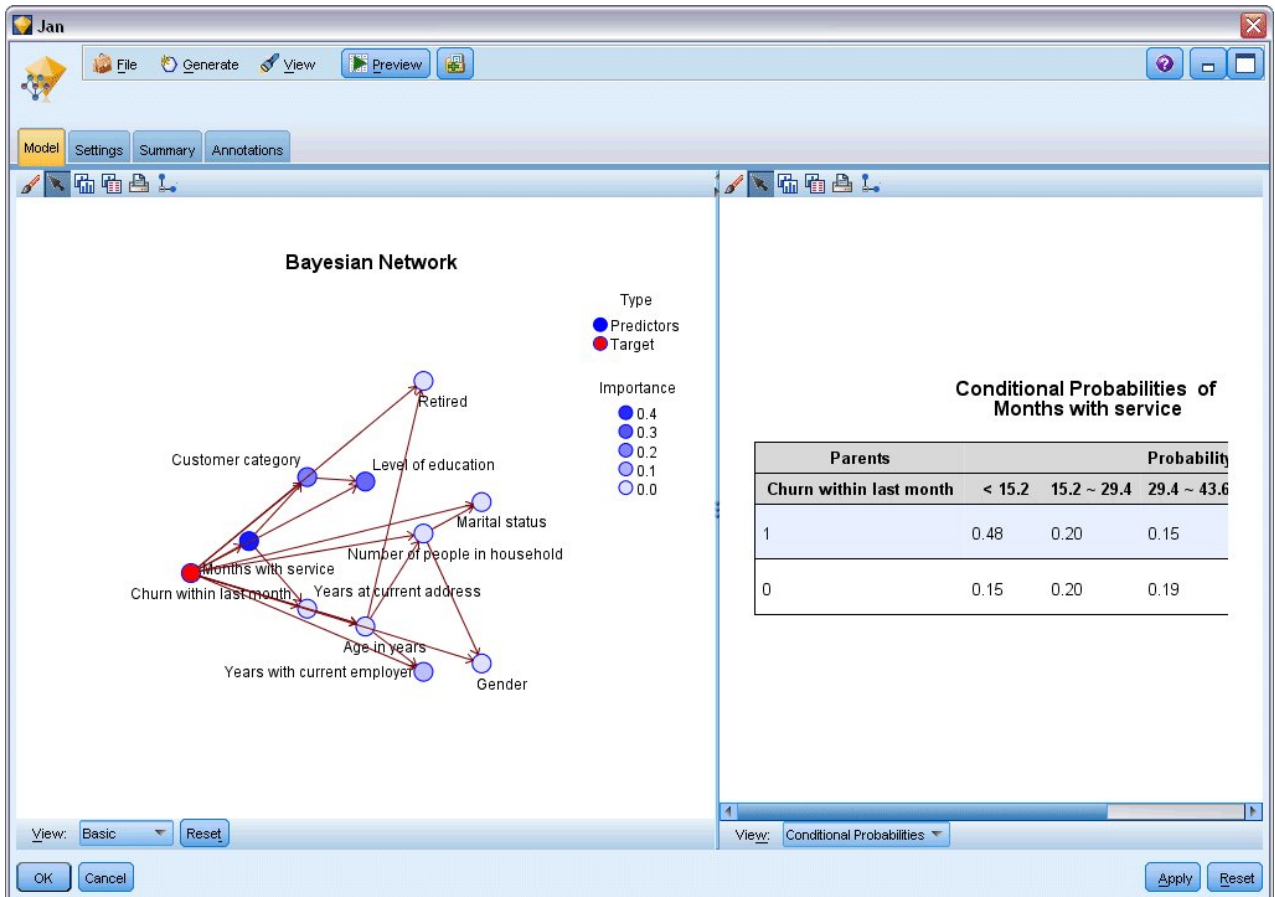 Jan
File Generate View Preview
Model Settings Summary Annotations
Bayesian Network
Type
Predictors
Target
Importance
0.4
0.3
0.2
0.1
0.0
Retired
Customer category
Level of education
Marital status
Number of people in household
Months with service
Churn within last month
Years at current address
Age in years
Years with current employer
Gender
View: Basic Reset
Conditional Probabilities of
Months with service
Parents Probability
Churn within last month < 15.2 15.2 ~ 29.4 29.4 ~ 43.6
1 0.48 0.20 0.15
0 0.15 0.20 0.19
View: Conditional Probabilities
OK Cancel Apply Reset